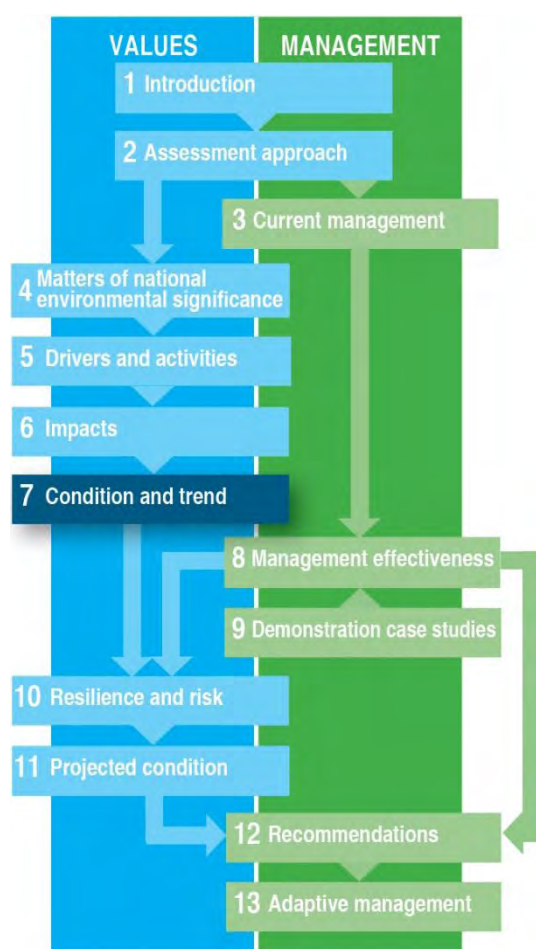 VALUES
MANAGEMENT
1 Introduction
2 Assessment approach
3 Current management
4 Matters of national
environmental significance
5 Drivers and activities
6 Impacts
7 Condition and trend
8 Management effectiveness
9 Demonstration case studies
10 Resilience and risk
11 Projected condition
12 Recommendations
13 Adaptive management